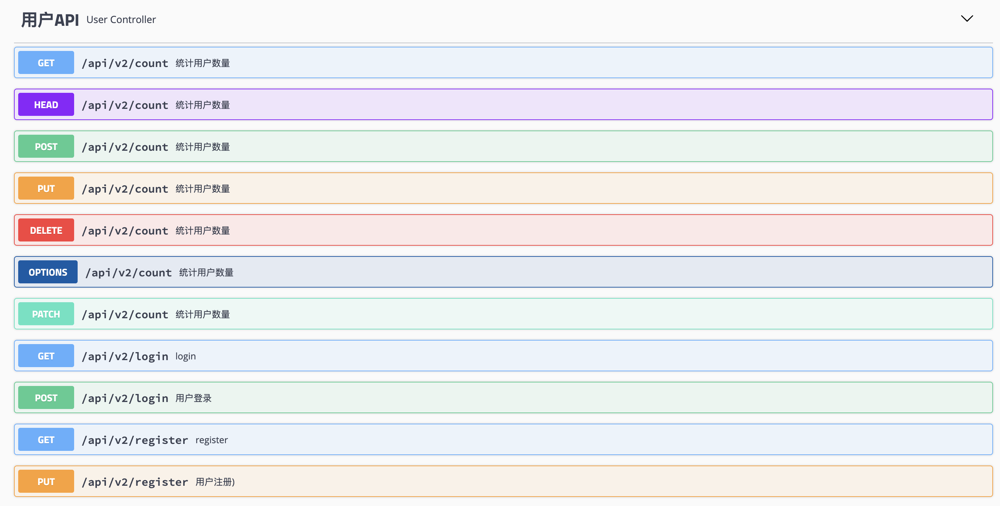 用户API User Controller
GET /api/v2/count 统计用户数量
HEAD /api/v2/count 统计用户数量
POST /api/v2/count 统计用户数量
PUT /api/v2/count 统计用户数量
DELETE /api/v2/count 统计用户数量
OPTIONS /api/v2/count 统计用户数量
PATCH /api/v2/count 统计用户数量
GET /api/v2/login login
POST /api/v2/login 用户登录
GET /api/v2/register register
PUT /api/v2/register 用户注册)